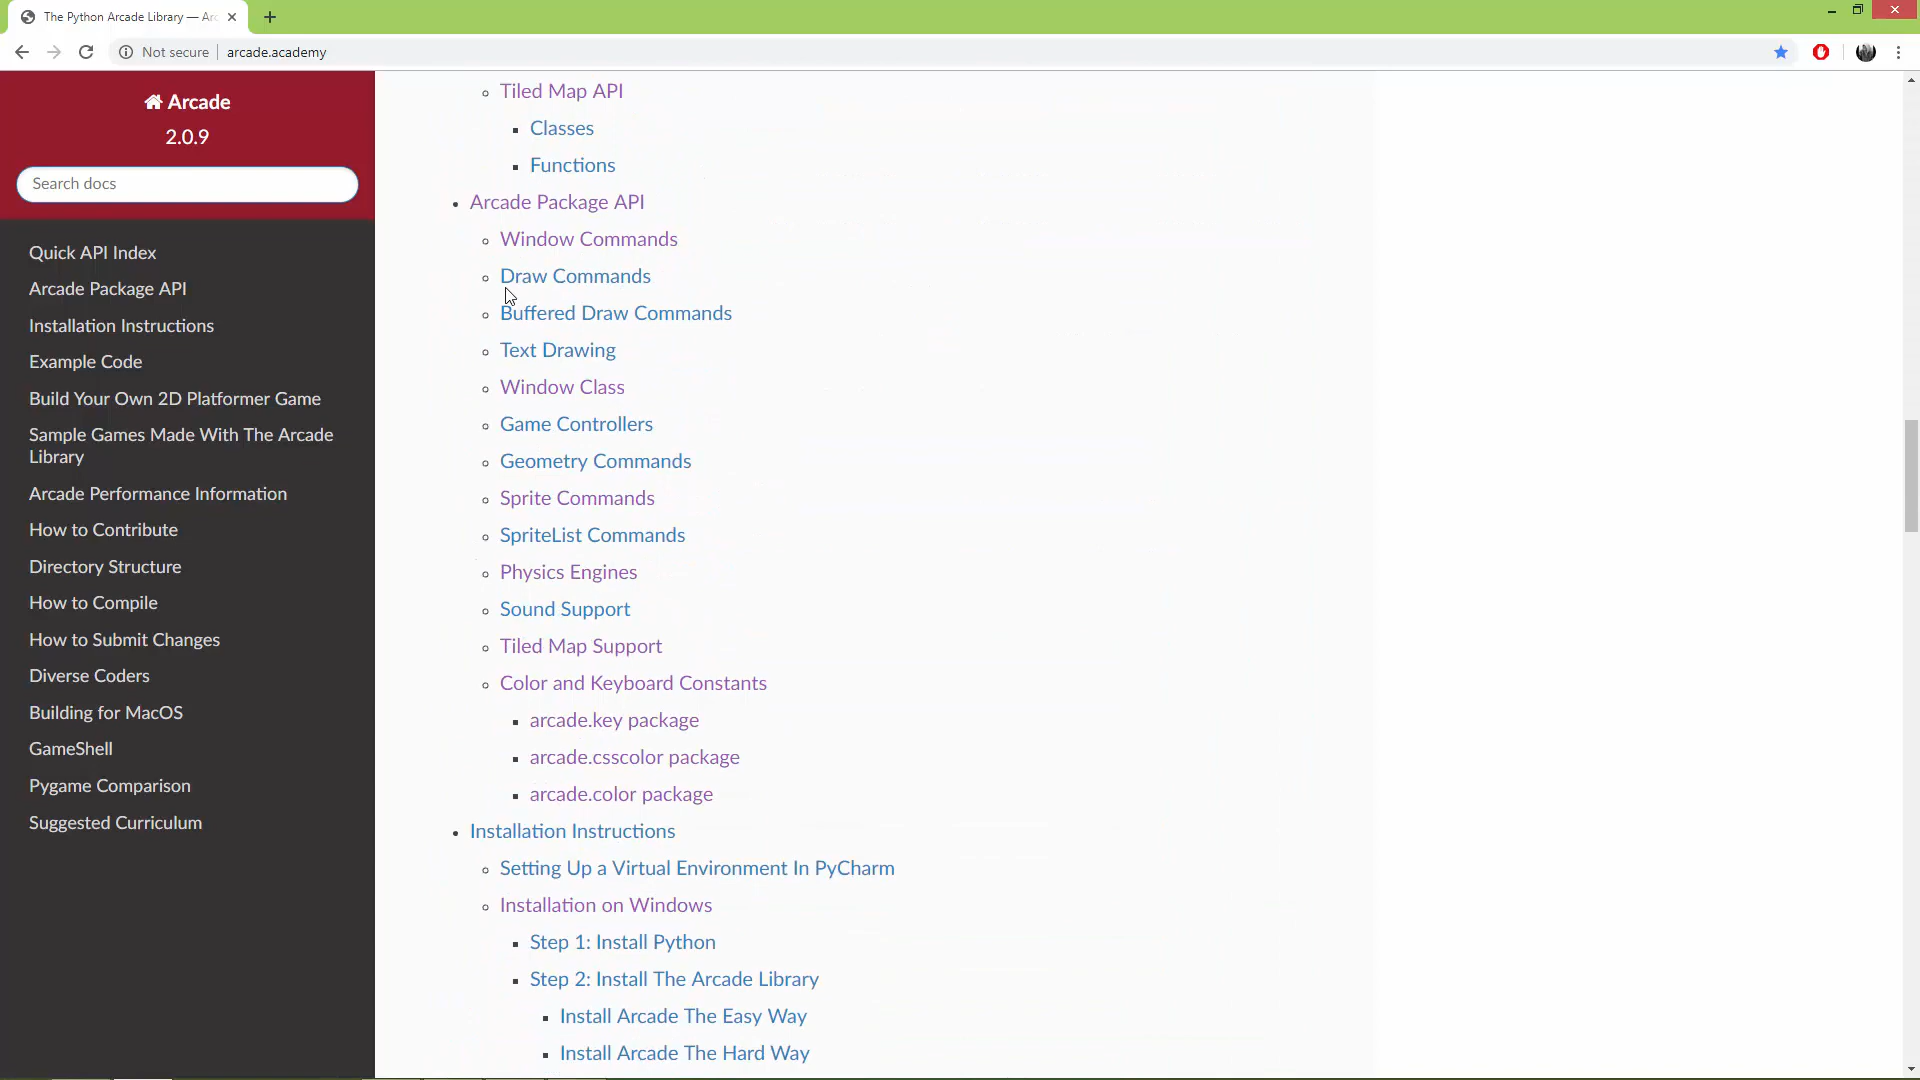 The Python Arcade Library — Arc
Not secure
arcade.academy
Arcade
2.0.9
Search docs
Quick API Index
Arcade Package API
Installation Instructions
Example Code
Build Your Own 2D Platformer Game
Sample Games Made With The Arcade
Library
Arcade Performance Information
How to Contribute
Directory Structure
How to Compile
How to Submit Changes
Diverse Coders
Building for MacOS
GameShell
Pygame Comparison
Suggested Curriculum
Tiled Map API
Classes
Functions
Arcade Package API
Window Commands
Draw Commands
Buffered Draw Commands
Text Drawing
Window Class
Game Controllers
Geometry Commands
Sprite Commands
SpriteList Commands
Physics Engines
Sound Support
Tiled Map Support
Color and Keyboard Constants
arcade.key package
arcade.csscolor package
arcade.color package
Installation Instructions
Setting Up a Virtual Environment In PyCharm
Installation on Windows
Step 1: Install Python
Step 2: Install The Arcade Library
Install Arcade The Easy Way
Install Arcade The Hard Way